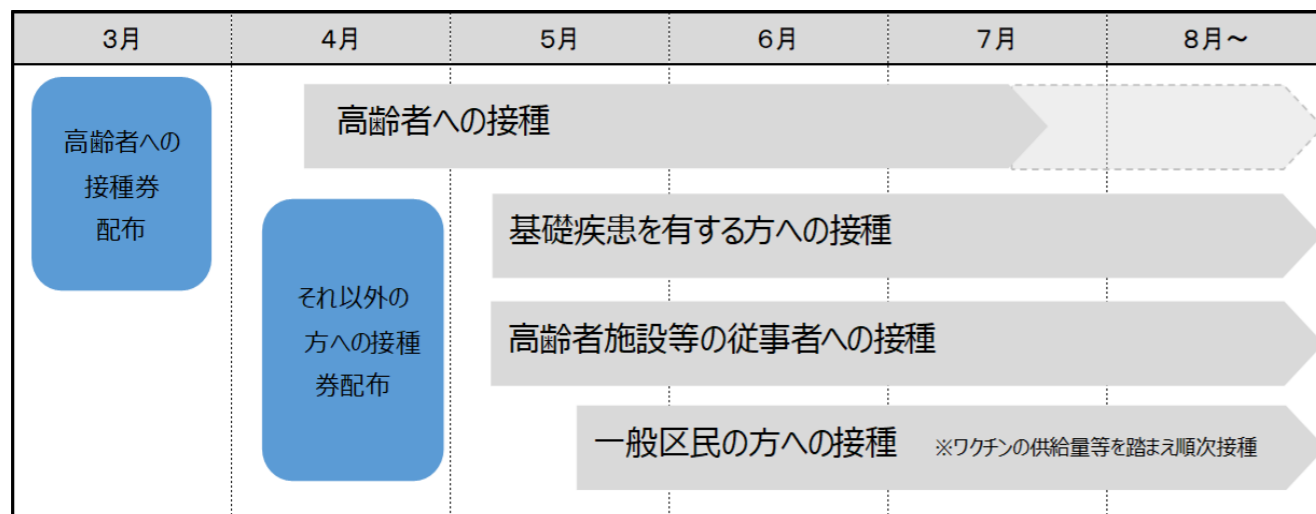 3月 4月 5月 6月 7月 8月～
高齢者への
接種券
配布
高齢者への接種
それ以外の
方への接種
券配布
基礎疾患を有する方への接種
高齢者施設等の従事者への接種
一般区民の方への接種 ※ワクチンの供給量等を踏まえ順次接種